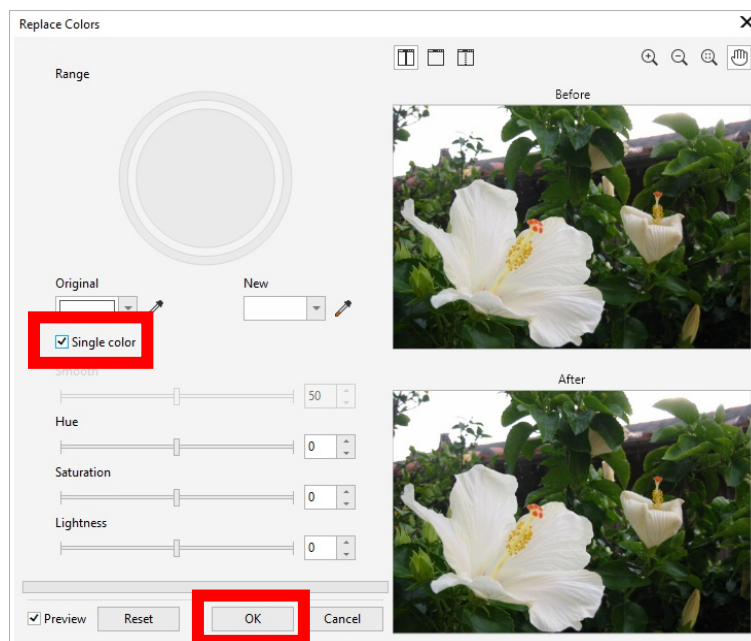 Replace Colors
Range
Original
New
Single color
Smooth
50
Hue
0
Saturation
0
Lightness
0
Preview
Reset
OK
Cancel
Before
After